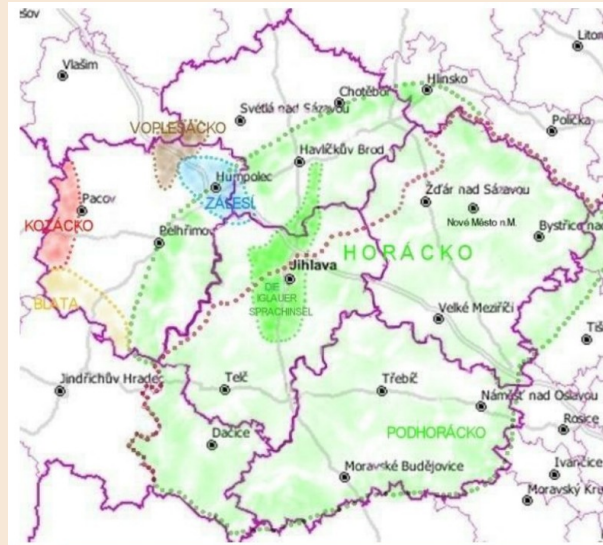 Vlašim
Litom
Hlinsko
Chotěboř
Světlá nad Sázavou
Polička
VOPLESÁCKO
Havlíčkův Brod
Humpolec
ZÁLESÍ
Žďár nad Sázavou
Pacov
Nové Město n.M.
KOZÁCKO
Pelhřimov
Bystřice nad
HORÁCKO
Jihlava
DIE
IGLAUER
SPRACHINSEL
BLATA
Velké Meziříčí
Tiš
Jindřichův Hradec
Telč
Třebíč
Náměšť nad Oslavou
Rosice
PODHORÁCKO
Dačice
Ivančice
Moravské Budějovice
Moravský Kru